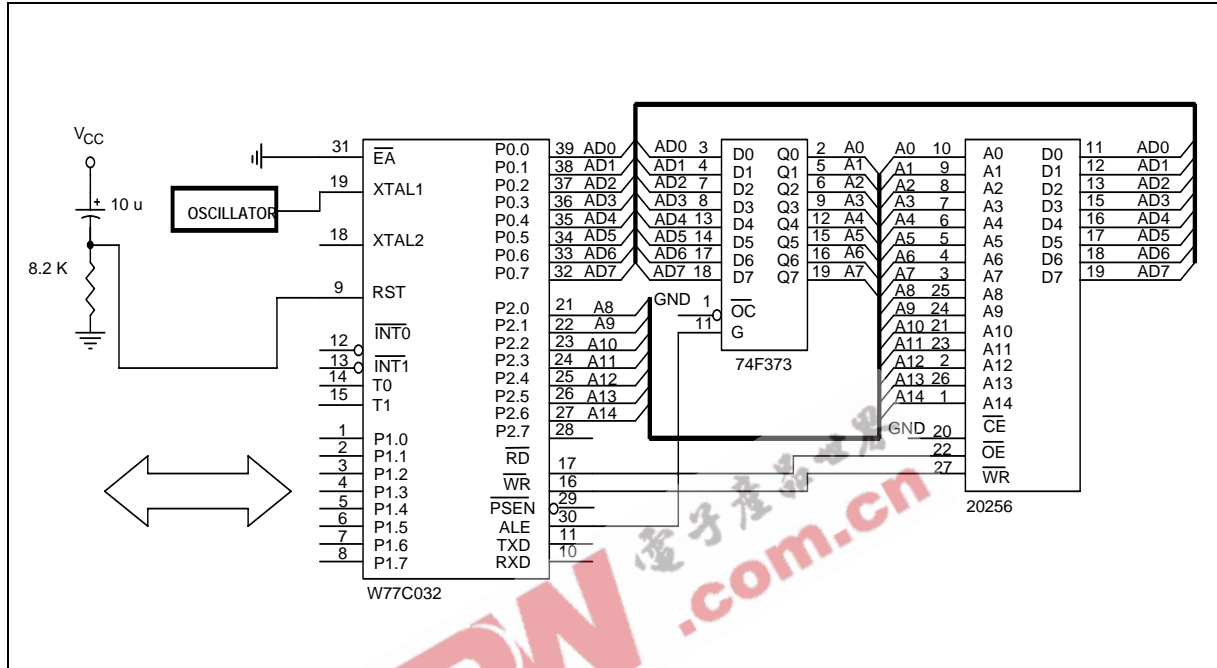 VCC
10 u
8.2 K
OSCILLATOR
31 EA
19 XTAL1
18 XTAL2
9 RST
12 INT0
13 INT1
14 T0
15 T1
1 P1.0
2 P1.1
3 P1.2
4 P1.3
5 P1.4
6 P1.5
7 P1.6
8 P1.7
P0.0 39 AD0
P0.1 38 AD1
P0.2 37 AD2
P0.3 36 AD3
P0.4 35 AD4
P0.5 34 AD5
P0.6 33 AD6
P0.7 32 AD7
P2.0 21 A8
P2.1 22 A9
P2.2 23 A10
P2.3 24 A11
P2.4 25 A12
P2.5 26 A13
P2.6 27 A14
P2.7 28
RD 17
WR 16
PSEN 29
ALE 30
TXD 11
RXD 10
W77C032
AD0 3 D0 Q0 2 A0
AD1 4 D1 Q1 5 A1
AD2 7 D2 Q2 6 A2
AD3 8 D3 Q3 9 A3
AD4 13 D4 Q4 12 A4
AD5 14 D5 Q5 15 A5
AD6 17 D6 Q6 16 A6
AD7 18 D7 Q7 19 A7
GND 1 OC
11 G
74F373
A0 10 A0 D0 11 AD0
A1 9 A1 D1 12 AD1
A2 8 A2 D2 13 AD2
A3 7 A3 D3 15 AD3
A4 6 A4 D4 16 AD4
A5 5 A5 D5 17 AD5
A6 4 A6 D6 18 AD6
A7 3 A7 D7 19 AD7
A8 25 A8
A9 24 A9
A10 21 A10
A11 23 A11
A12 2 A12
A13 26 A13
A14 1 A14
GND 20 CE
22 OE
27 WR
20256
電子產品世界
.com.cn